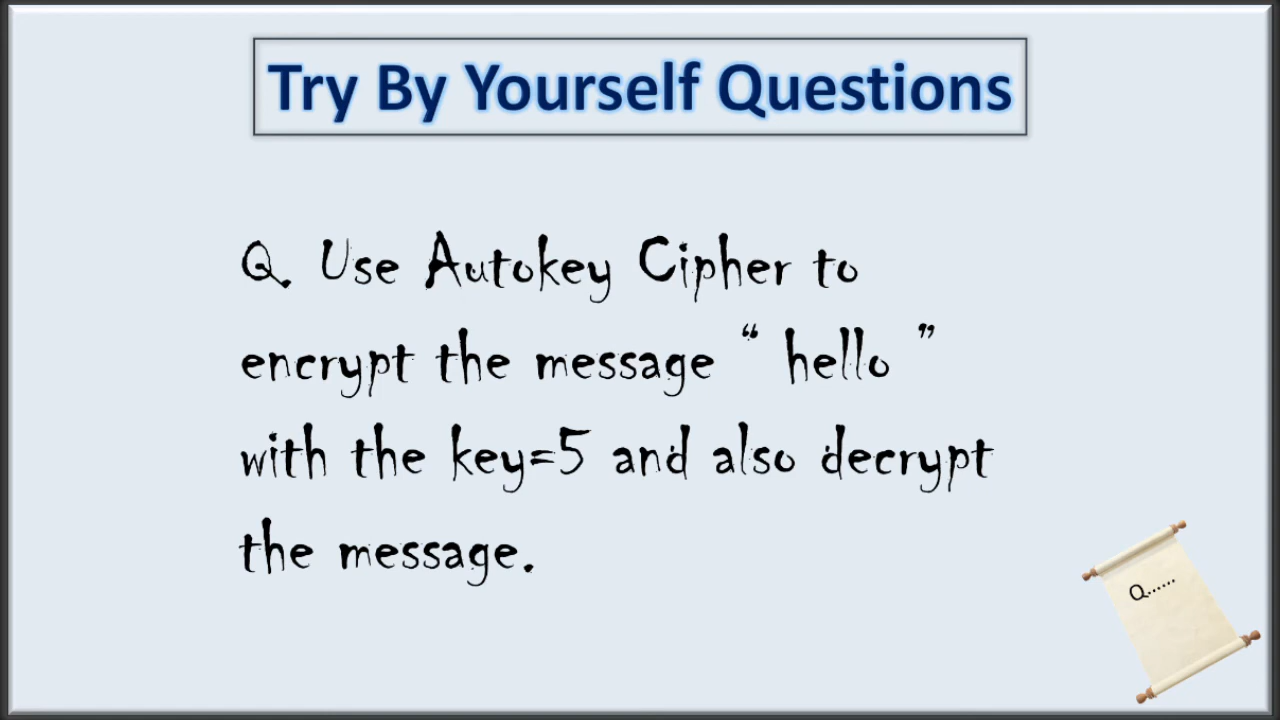 Try By Yourself Questions
Q. Use Autokey Cipher to
encrypt the message “ hello ”
with the key=5 and also decrypt
the message.
Q......